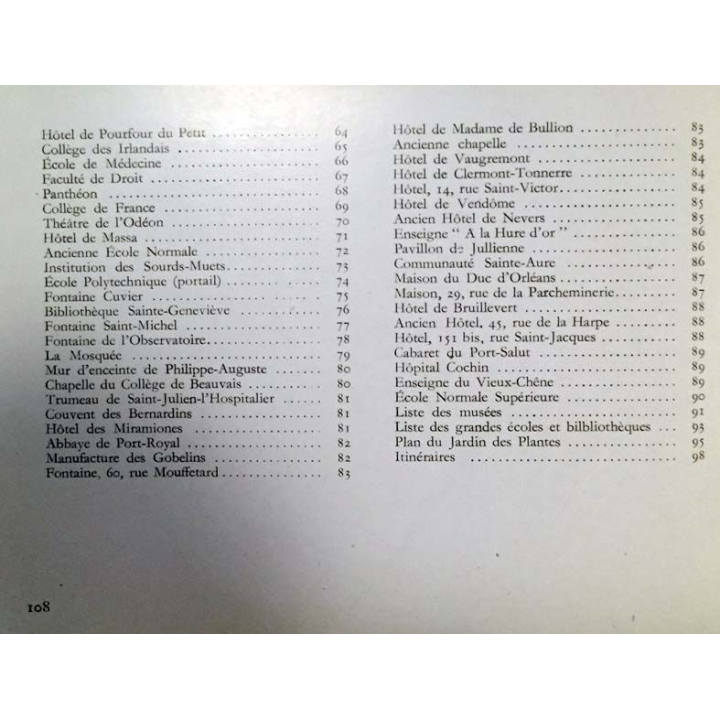 Hôtel de Pourfour du Petit ................ 64
Collège des Irlandais ...................... 65
École de Médecine ...................... 66
Faculté de Droit ......................... 67
Panthéon ................................ 68
Collège de France ....................... 69
Théâtre de l'Odéon ...................... 70
Hôtel de Massa .......................... 71
Ancienne École Normale ................. 72
Institution des Sourds-Muets.............. 73
École Polytechnique (portail) .............. 74
Fontaine Cuvier ......................... 75
Bibliothèque Sainte-Geneviève ............ 76
Fontaine Saint-Michel .................... 77
Fontaine de l'Observatoire................. 78
La Mosquée ............................. 79
Mur d'enceinte de Philippe-Auguste ........ 80
Chapelle du Collège de Beauvais ........... 80
Trumeau de Saint-Julien-l'Hospitalier ...... 81
Couvent des Bernardins .................. 81
Hôtel des Miramiones .................... 81
Abbaye de Port-Royal .................... 82
Manufacture des Gobelins ................ 82
Fontaine, 60, rue Mouffetard .............. 83
Hôtel de Madame de Bullion ............. 83
Ancienne chapelle ....................... 83
Hôtel de Vaugremont .................... 84
Hôtel de Clermont-Tonnerre .............. 84
Hôtel, 14, rue Saint-Victor................ 84
Hôtel de Vendôme ...................... 85
Ancien Hôtel de Nevers .................. 85
Enseigne " A la Hure d'or " .............. 86
Pavillon de Jullienne ..................... 86
Communauté Sainte-Aure ................ 86
Maison du Duc d'Orléans ................ 87
Maison, 29, rue de la Parcheminerie......... 87
Hôtel de Bruillevert ...................... 88
Ancien Hôtel, 45, rue de la Harpe ......... 88
Hôtel, 151 bis, rue Saint-Jacques ........... 88
Cabaret du Port-Salut .................... 89
Hôpital Cochin .......................... 89
Enseigne du Vieux-Chêne ................ 89
École Normale Supérieure ................ 90
Liste des musées ........................ 91
Liste des grandes écoles et bilbliothèques ... 93
Plan du Jardin des Plantes ................ 95
Itinéraires .............................. 98
108